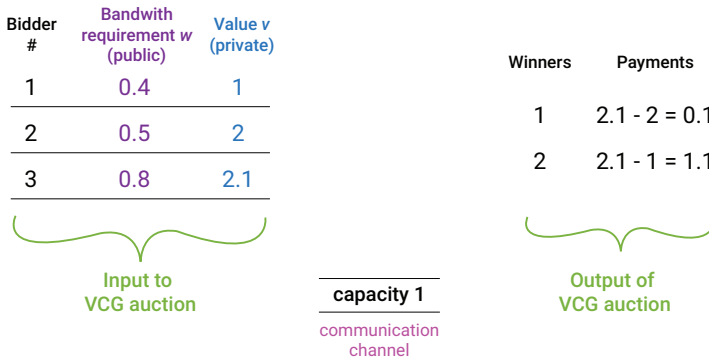 Bidder # Bandwith requirement w (public) Value v (private)
1 0.4 1
2 0.5 2
3 0.8 2.1
Input to
VCG auction
capacity 1
communication
channel
Winners Payments
1 2.1 - 2 = 0.1
2 2.1 - 1 = 1.1
Output of
VCG auction